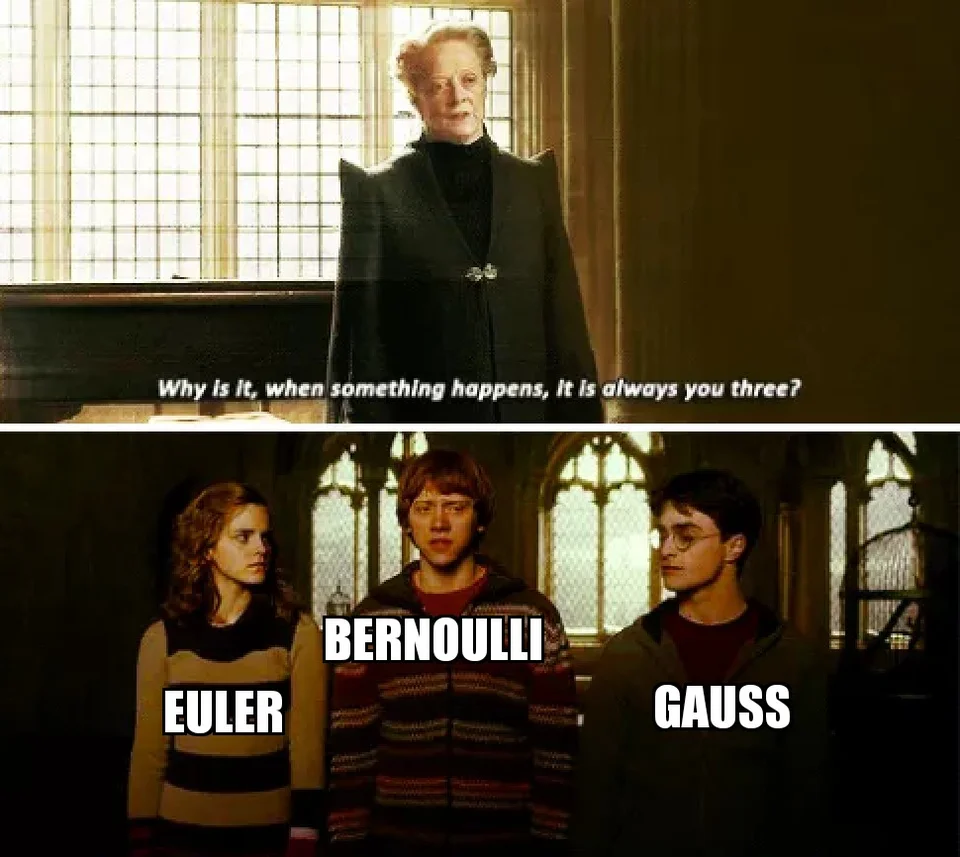 Why is it, when something happens, it is always you three?
BERNOULLI
EULER
GAUSS